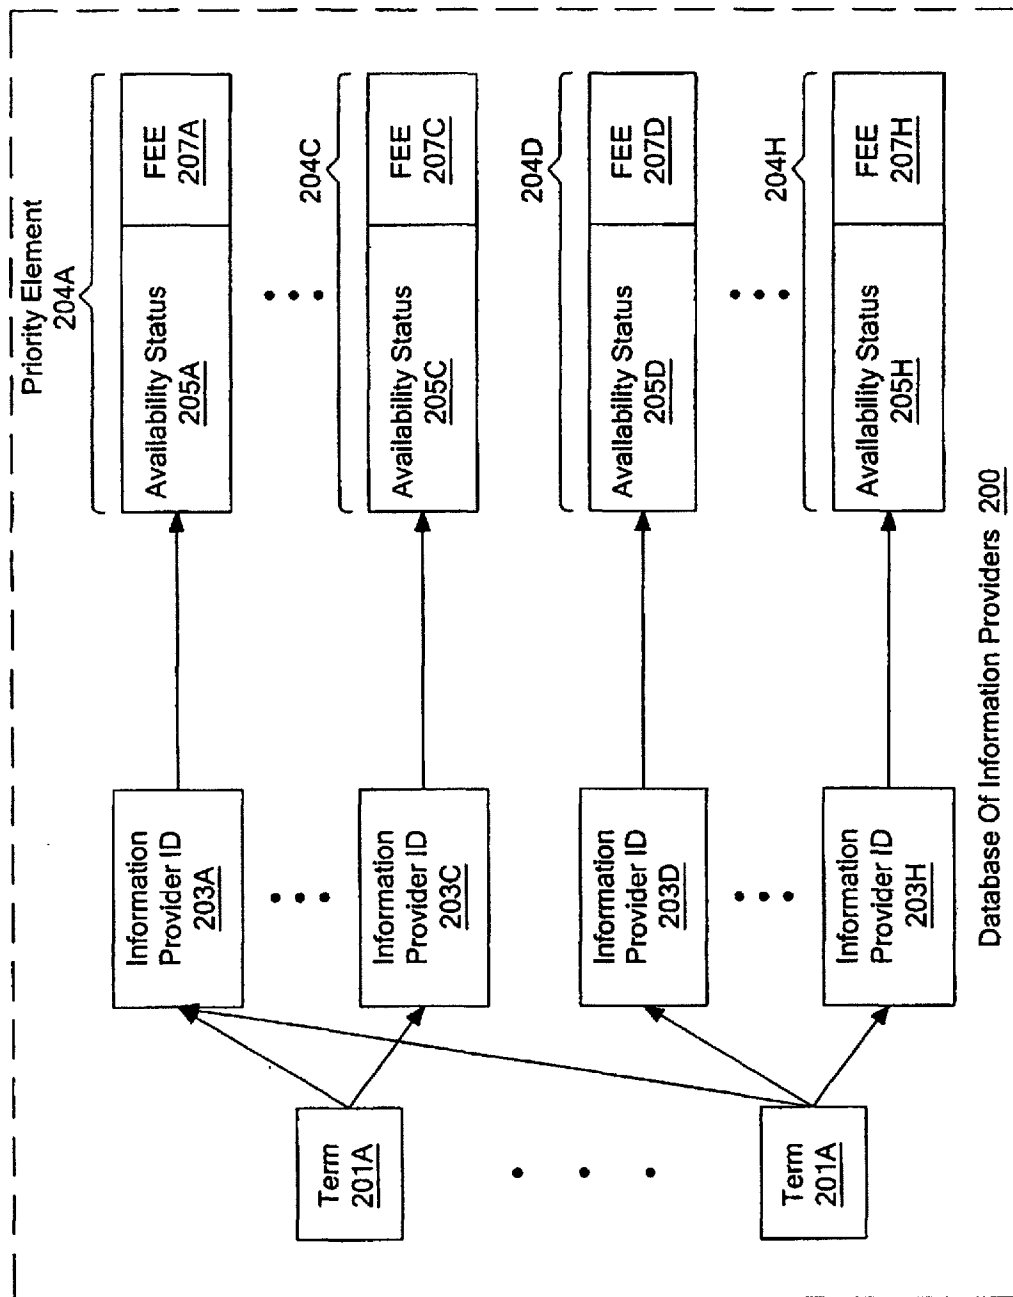 Priority Element
204A
Availability Status
205A
FEE
207A
204C
Availability Status
205C
FEE
207C
204D
Availability Status
205D
FEE
207D
204H
Availability Status
205H
FEE
207H
Information
Provider ID
203A
Information
Provider ID
203C
Information
Provider ID
203D
Information
Provider ID
203H
Term
201A
Term
201A
Database Of Information Providers 200